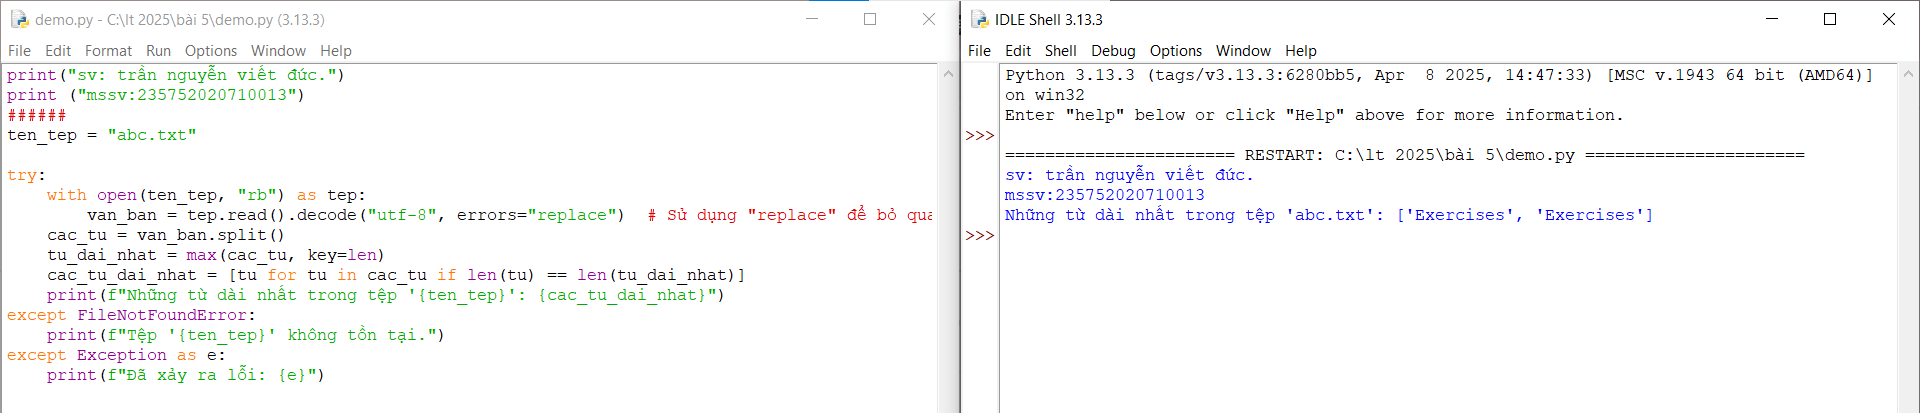 demo.py - C:\lt 2025\bài 5\demo.py (3.13.3)
File Edit Format Run Options Window Help
print("sv: trần nguyễn viết đức.")
print ("mssv:235752020710013")
######
ten_tep = "abc.txt"
try:
    with open(ten_tep, "rb") as tep:
        van_ban = tep.read().decode("utf-8", errors="replace")  # Sử dụng "replace" để bỏ qua
    cac_tu = van_ban.split()
    tu_dai_nhat = max(cac_tu, key=len)
    cac_tu_dai_nhat = [tu for tu in cac_tu if len(tu) == len(tu_dai_nhat)]
    print(f"Những từ dài nhất trong tệp '{ten_tep}': {cac_tu_dai_nhat}")
except FileNotFoundError:
    print(f"Tệp '{ten_tep}' không tồn tại.")
except Exception as e:
    print(f"Đã xảy ra lỗi: {e}")
IDLE Shell 3.13.3
File Edit Shell Debug Options Window Help
Python 3.13.3 (tags/v3.13.3:6280bb5, Apr  8 2025, 14:47:33) [MSC v.1943 64 bit (AMD64)]
on win32
Enter "help" below or click "Help" above for more information.
>>>
======================= RESTART: C:\lt 2025\bài 5\demo.py ======================
sv: trần nguyễn viết đức.
mssv:235752020710013
Những từ dài nhất trong tệp 'abc.txt': ['Exercises', 'Exercises']
>>>